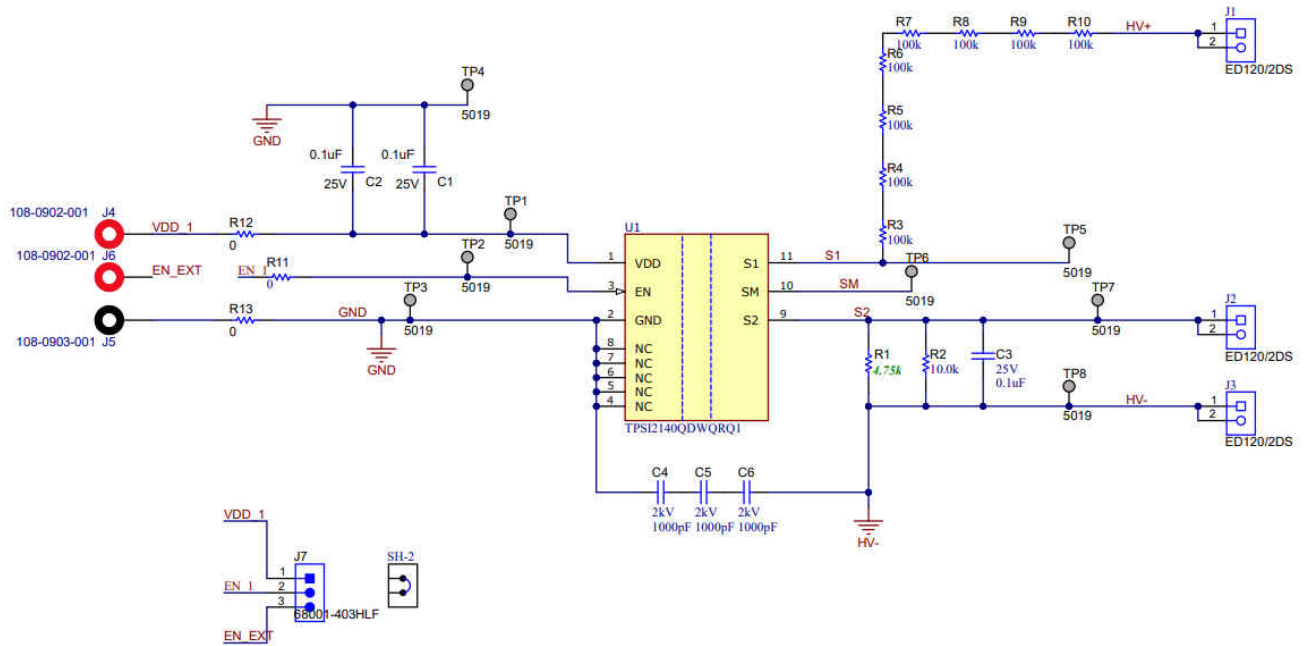 R7
R8
R9
R10
HV+
J1
1
2
100k
100k
100k
100k
ED120/2DS
R6
100k
R5
100k
R4
100k
R3
100k
TP4
5019
GND
0.1uF
0.1uF
25V
C2
25V
C1
108-0902-001
J4
VDD_1
R12
0
TP1
5019
108-0902-001
J6
EN_EXT
EN_1
R11
0
TP2
5019
108-0903-001
J5
R13
0
GND
TP3
5019
GND
U1
1
VDD
3
EN
2
GND
8
NC
7
NC
6
NC
5
NC
4
NC
S1
11
SM
10
S2
9
TPSI2140QDWQRQ1
S1
TP5
5019
SM
TP6
5019
S2
TP7
5019
J2
1
2
ED120/2DS
R1
4.75k
R2
10.0k
C3
25V
0.1uF
TP8
5019
HV-
J3
1
2
ED120/2DS
C4
C5
C6
2kV
2kV
2kV
1000pF
1000pF
1000pF
HV-
VDD_1
J7
1
EN_1
2
3
68001-403HLF
EN_EXT
SH-2